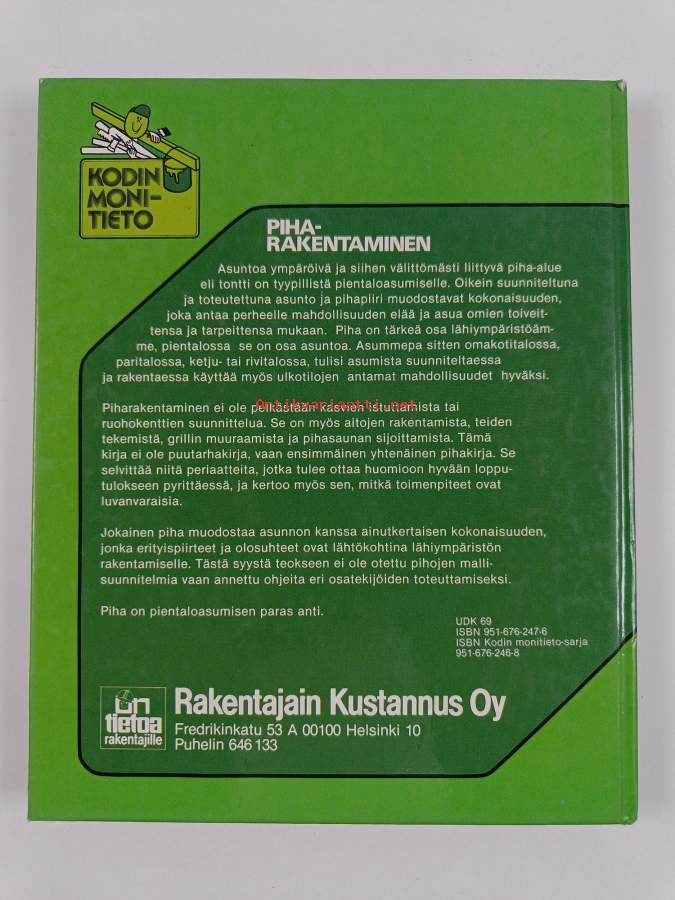 KODIN
MONI-
TIETO
PIHA-
RAKENTAMINEN
Asuntoa ympäröivä ja siihen välittömästi liittyvä piha-alue
eli tontti on tyypillistä pientaloasumiselle. Oikein suunniteltuna
ja toteutettuna asunto ja pihapiiri muodostavat kokonaisuuden,
joka antaa perheelle mahdollisuuden elää ja asua omien toiveit-
tensa ja tarpeittensa mukaan. Piha on tärkeä osa lähiympäristöäm-
me, pientalossa se on osa asuntoa. Asummepa sitten omakotitalossa,
paritalossa, ketju- tai rivitalossa, tulisi asumista suunniteltaessa
ja rakentaessa käyttää myös ulkotilojen antamat mahdollisuudet hyväksi.
Antikvariaatti.net
Piharakentaminen ei ole pelkästään kasvien istuttamista tai
ruohokenttien suunnittelua. Se on myös aitojen rakentamista, teiden
tekemistä, grillin muuraamista ja pihasaunan sijoittamista. Tämä
kirja ei ole puutarhakirja, vaan ensimmäinen yhtenäinen pihakirja. Se
selvittää niitä periaatteita, jotka tulee ottaa huomioon hyvään loppu-
tulokseen pyrittäessä, ja kertoo myös sen, mitkä toimenpiteet ovat
luvanvaraisia.
Jokainen piha muodostaa asunnon kanssa ainutkertaisen kokonaisuuden,
jonka erityispiirteet ja olosuhteet ovat lähtökohtina lähiympäristön
rakentamiselle. Tästä syystä teokseen ei ole otettu pihojen malli-
suunnitelmia vaan annettu ohjeita eri osatekijöiden toteuttamiseksi.
Piha on pientaloasumisen paras anti.
UDK 69
ISBN 951-676-247-6
ISBN Kodin monitieto-sarja
951-676-246-8
on
tietoa
rakentajille
Rakentajain Kustannus Oy
Fredrikinkatu 53 A 00100 Helsinki 10
Puhelin 646 133